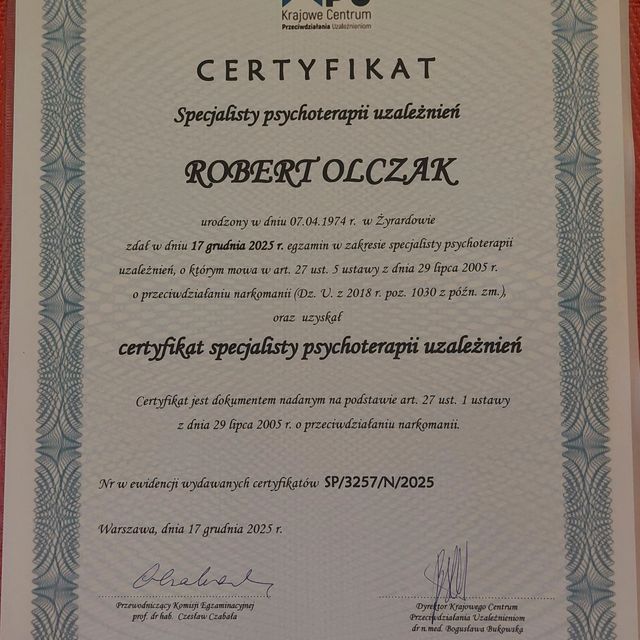 Krajowe Centrum
Przeciwdziałania Uzależnieniom
CERTYFIKAT
Specjalisty psychoterapii uzależnień
ROBERT OLCZAK
urodzony w dniu 07.04.1974 r. w Żyrardowie
zdał w dniu 17 grudnia 2025 r. egzamin w zakresie specjalisty psychoterapii
uzależnień, o którym mowa w art. 27 ust. 5 ustawy z dnia 29 lipca 2005 r.
o przeciwdziałaniu narkomanii (Dz. U. z 2018 r. poz. 1030 z późn. zm.),
oraz uzyskał
certyfikat specjalisty psychoterapii uzależnień
Certyfikat jest dokumentem nadanym na podstawie art. 27 ust. 1 ustawy
z dnia 29 lipca 2005 r. o przeciwdziałaniu narkomanii.
Nr w ewidencji wydawanych certyfikatów SP/3257/N/2025
Warszawa, dnia 17 grudnia 2025 r.
Przewodniczący Komisji Egzaminacyjnej
prof. dr hab. Czesław Czabała
Dyrektor Krajowego Centrum
Przeciwdziałania Uzależnieniom
dr n. med. Bogusława Bukowska